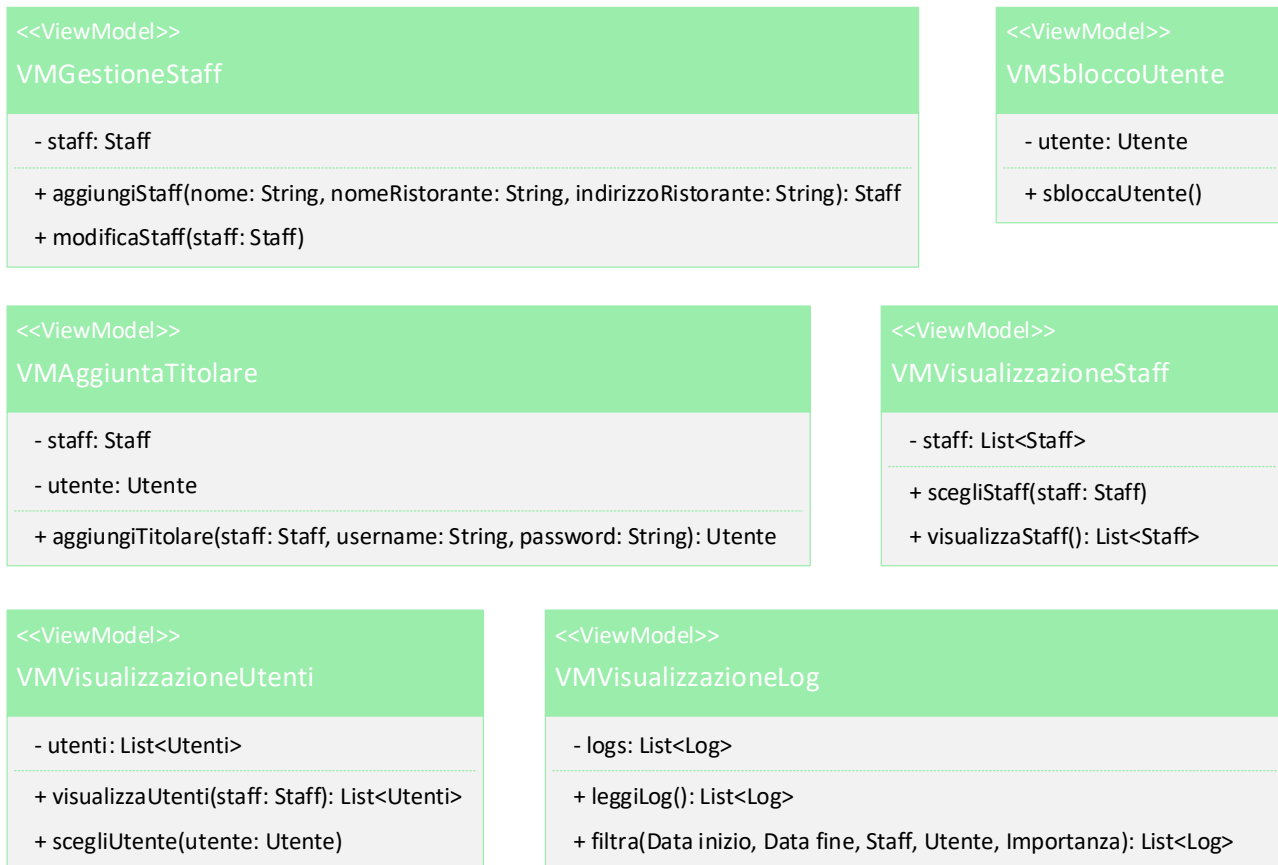 <<ViewModel>>
VMGestioneStaff
- staff: Staff
+ aggiungiStaff(nome: String, nomeRistorante: String, indirizzoRistorante: String): Staff
+ modificaStaff(staff: Staff)
<<ViewModel>>
VMSbloccoUtente
- utente: Utente
+ sbloccaUtente()
<<ViewModel>>
VMAggiuntaTitolare
- staff: Staff
- utente: Utente
+ aggiungiTitolare(staff: Staff, username: String, password: String): Utente
<<ViewModel>>
VMVisualizzazioneStaff
- staff: List<Staff>
+ scegliStaff(staff: Staff)
+ visualizzaStaff(): List<Staff>
<<ViewModel>>
VMVisualizzazioneUtenti
- utenti: List<Utenti>
+ visualizzaUtenti(staff: Staff): List<Utenti>
+ scegliUtente(utente: Utente)
<<ViewModel>>
VMVisualizzazioneLog
- logs: List<Log>
+ leggiLog(): List<Log>
+ filtra(Data inizio, Data fine, Staff, Utente, Importanza): List<Log>